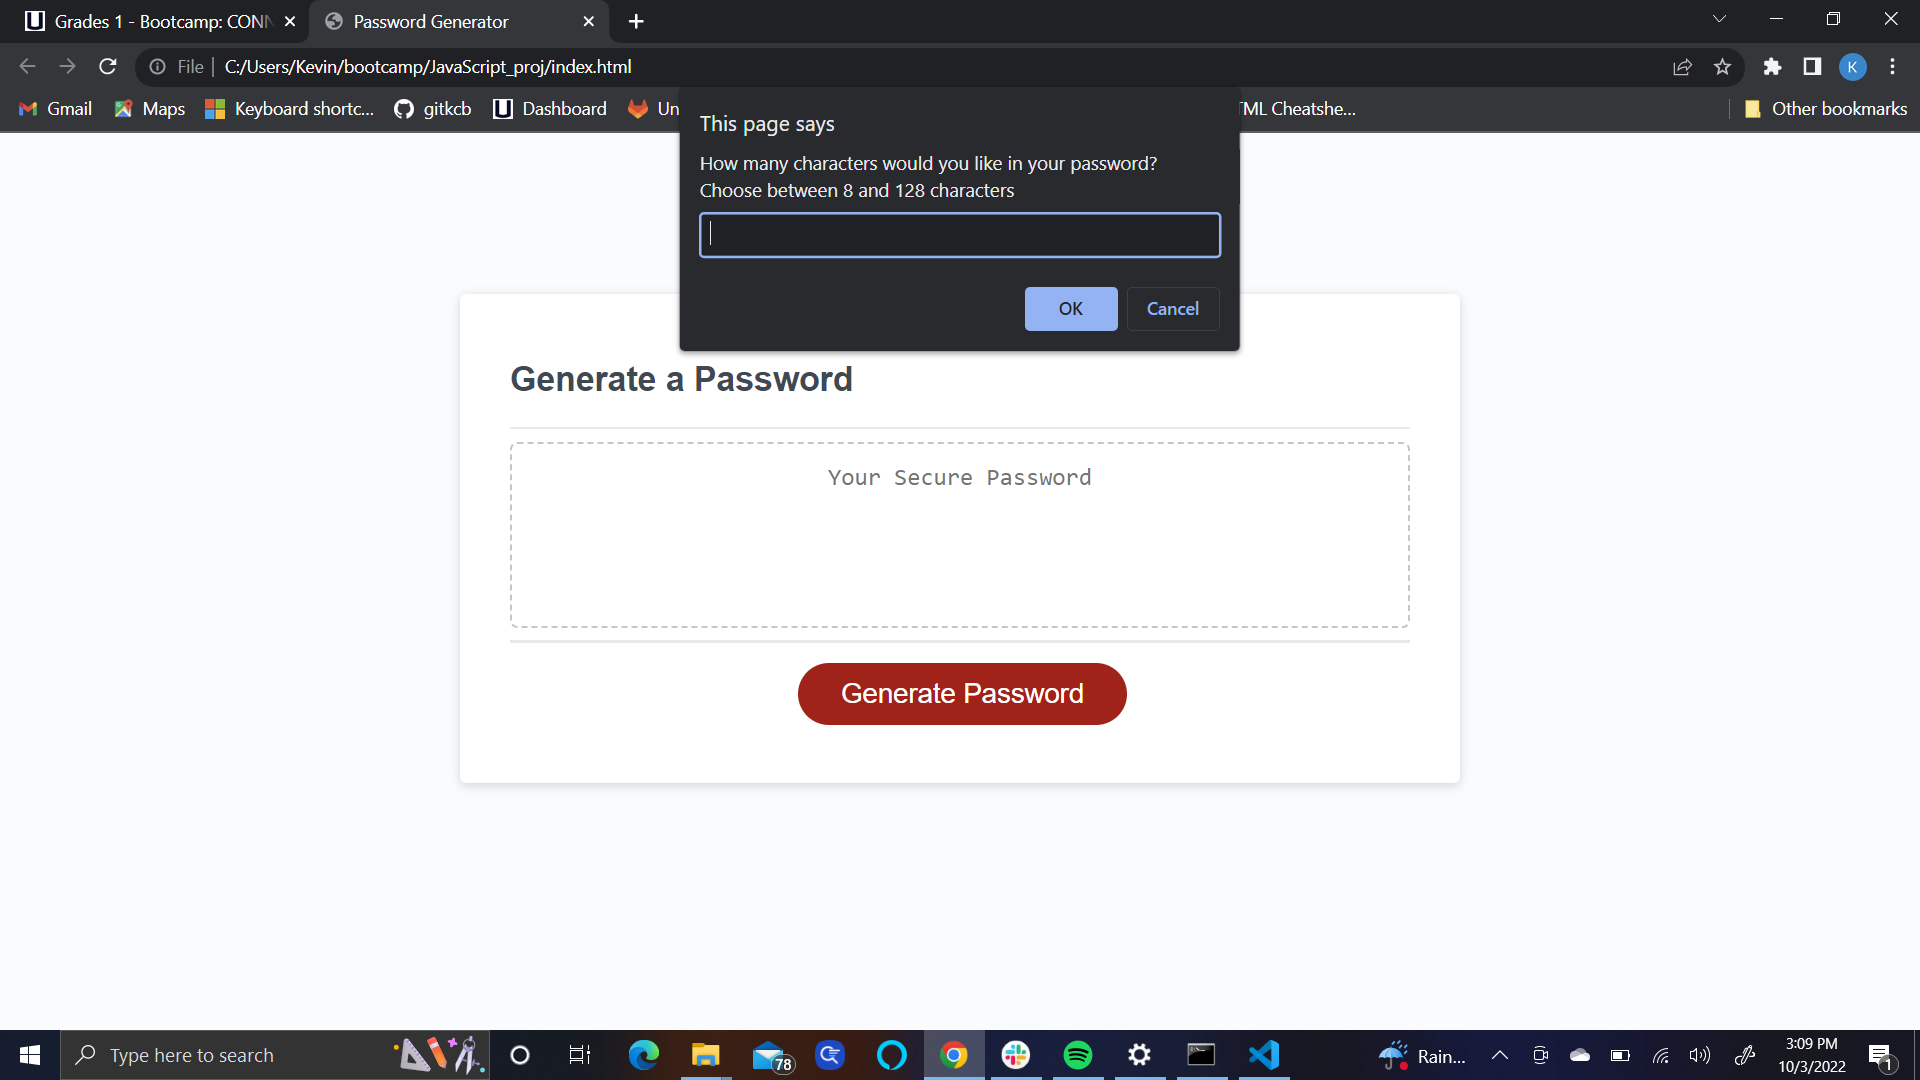 Grades 1 - Bootcamp: CONN
Password Generator
File
C:/Users/Kevin/bootcamp/JavaScript_proj/index.html
K
Gmail
Maps
Keyboard shortc...
gitkcb
Dashboard
Un
TML Cheatshe...
Other bookmarks
This page says
How many characters would you like in your password?
Choose between 8 and 128 characters
OK
Cancel
Generate a Password
Your Secure Password
Generate Password
Type here to search
78
Rain...
3:09 PM
10/3/2022
1